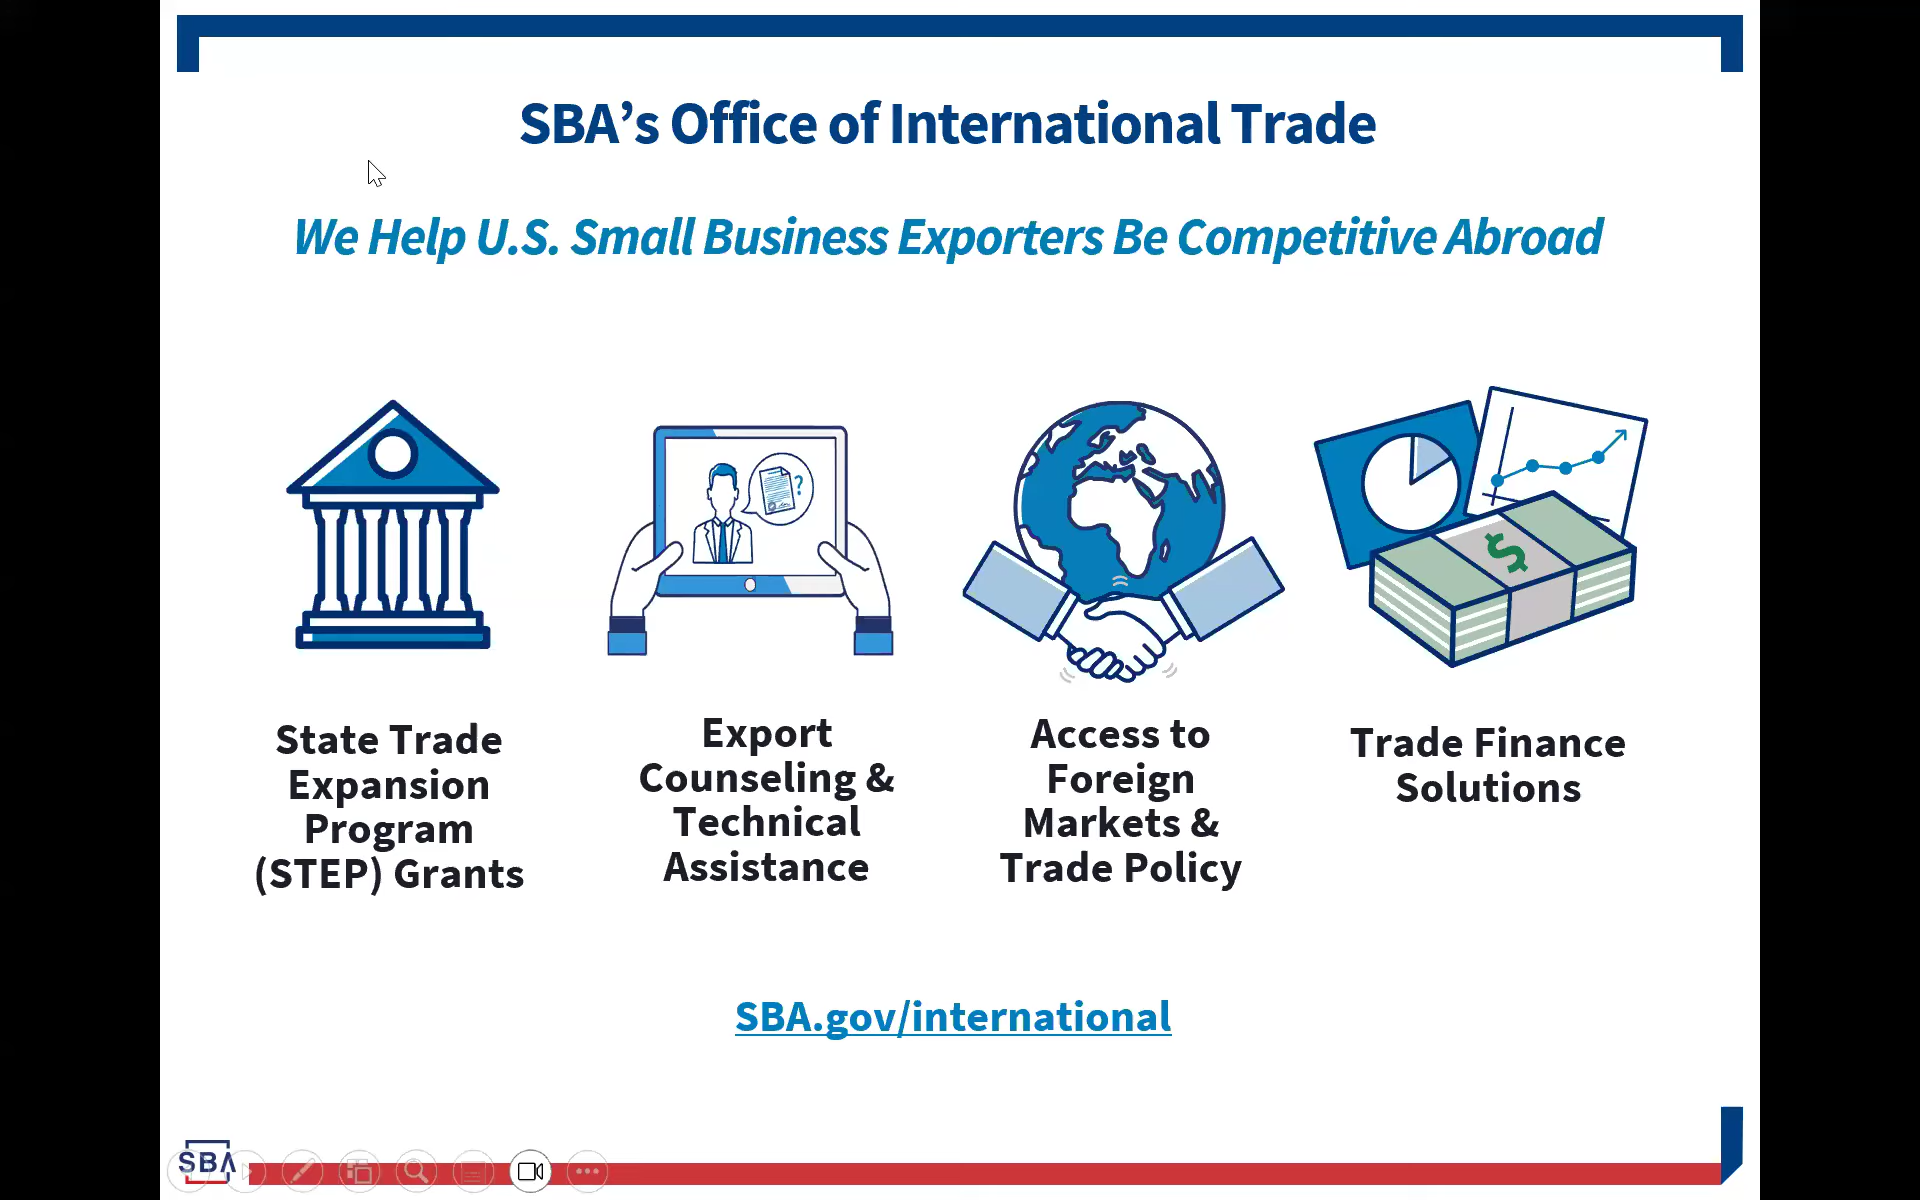 SBA’s Office of International Trade
We Help U.S. Small Business Exporters Be Competitive Abroad
?
$
State Trade
Expansion
Program
(STEP) Grants
Export
Counseling &
Technical
Assistance
Access to
Foreign
Markets &
Trade Policy
Trade Finance
Solutions
SBA.gov/international
SBA